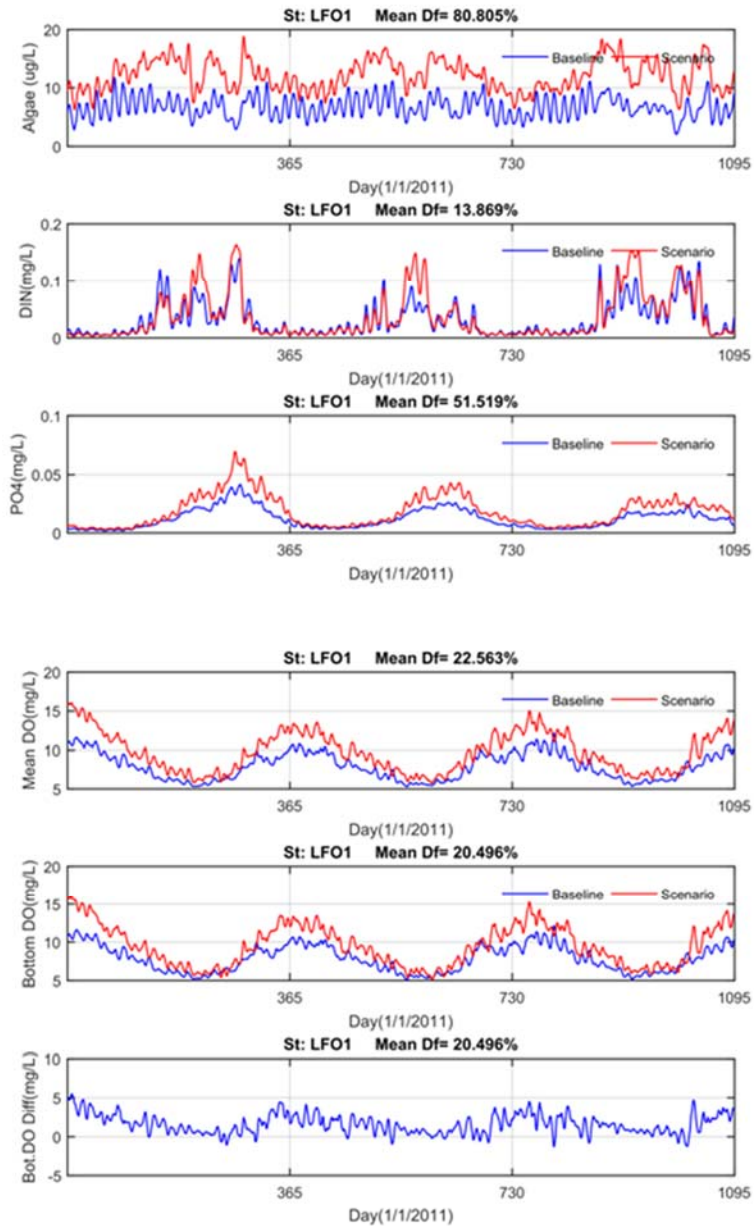 St: LFO1 Mean Df= 80.805%
20
10
0
Algae (ug/L)
Baseline Scenario
365 730 1095
Day(1/1/2011)
St: LFO1 Mean Df= 13.869%
0.2
0.1
0
DIN(mg/L)
Baseline Scenario
365 730 1095
Day(1/1/2011)
St: LFO1 Mean Df= 51.519%
0.1
0.05
0
PO4(mg/L)
Baseline Scenario
365 730 1095
Day(1/1/2011)
St: LFO1 Mean Df= 22.563%
20
15
10
5
Mean DO(mg/L)
Baseline Scenario
365 730 1095
Day(1/1/2011)
St: LFO1 Mean Df= 20.496%
20
15
10
5
Bottom DO(mg/L)
Baseline Scenario
365 730 1095
Day(1/1/2011)
St: LFO1 Mean Df= 20.496%
10
5
0
-5
Bot.DO Diff(mg/L)
365 730 1095
Day(1/1/2011)